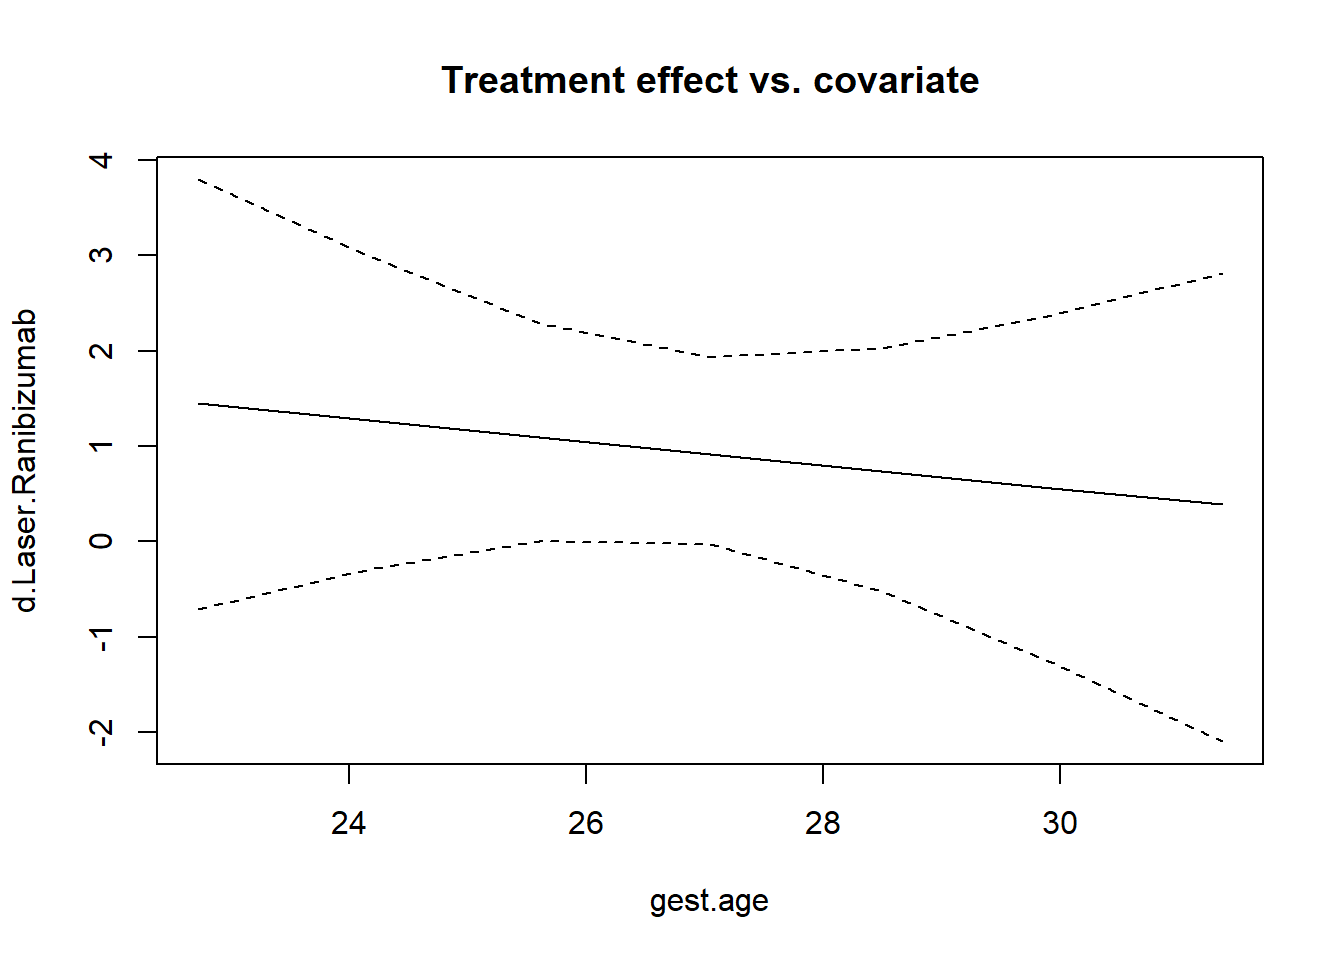 Treatment effect vs. covariate
d.Laser.Ranibizumab
4
3
2
1
0
-1
-2
24 26 28 30
gest.age